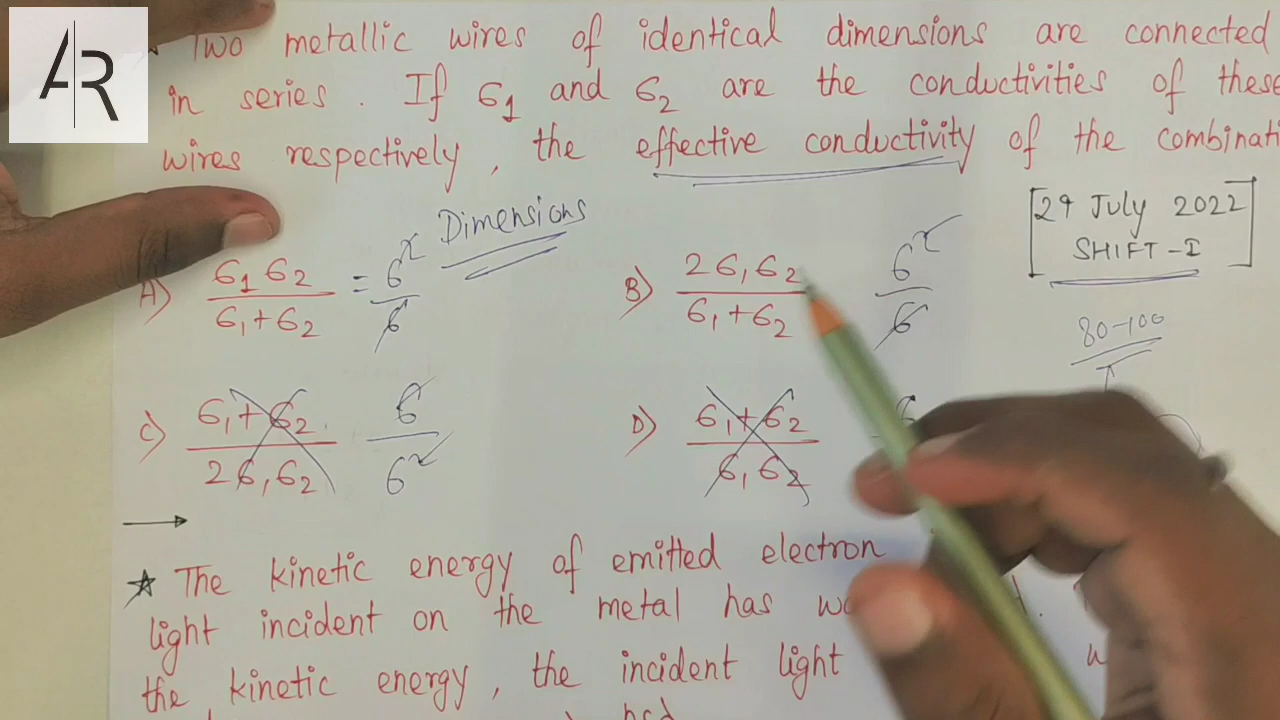 AR
Two metallic wires of identical dimensions are connected
in series. If σ1 and σ2 are the conductivities of these
wires respectively, the effective conductivity of the combinati
[29 July 2022
SHIFT-I]
Dimensions
A) σ1 σ2 / σ1+σ2 = σ² / σ
B) 2σ1σ2 / σ1+σ2 σ² / σ
80-100
C) σ1+σ2 / 2σ1σ2 σ / σ²
D) σ1+σ2 / σ1σ2
★ The kinetic energy of emitted electron
light incident on the metal has
the kinetic energy, the incident light